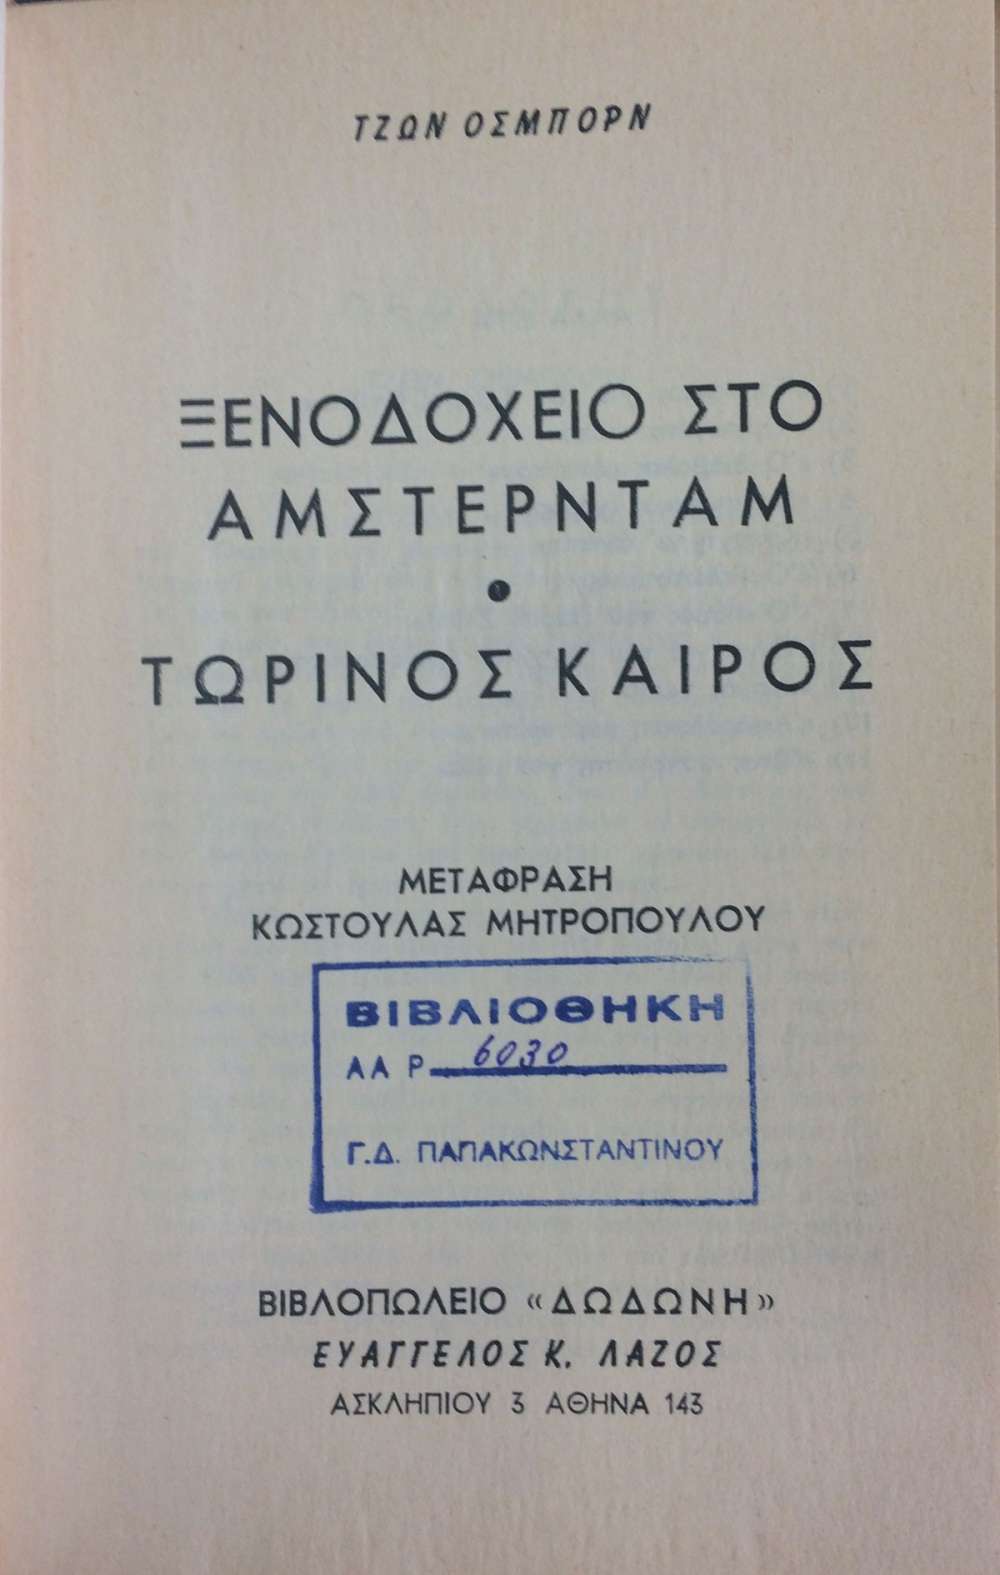 ΤΖΩΝ ΟΣΜΠΟΡΝ
ΞΕΝΟΔΟΧΕΙΟ ΣΤΟ
ΑΜΣΤΕΡΝΤΑΜ
•
ΤΩΡΙΝΟΣ ΚΑΙΡΟΣ
ΜΕΤΑΦΡΑΣΗ
ΚΩΣΤΟΥΛΑΣ ΜΗΤΡΟΠΟΥΛΟΥ
ΒΙΒΛΙΟΘΗΚΗ
ΑΑ Ρ 6030
Γ.Δ. ΠΑΠΑΚΩΝΣΤΑΝΤΙΝΟΥ
ΒΙΒΛΟΠΩΛΕΙΟ «ΔΩΔΩΝΗ»
ΕΥΑΓΓΕΛΟΣ Κ. ΛΑΖΟΣ
ΑΣΚΛΗΠΙΟΥ 3 ΑΘΗΝΑ 143